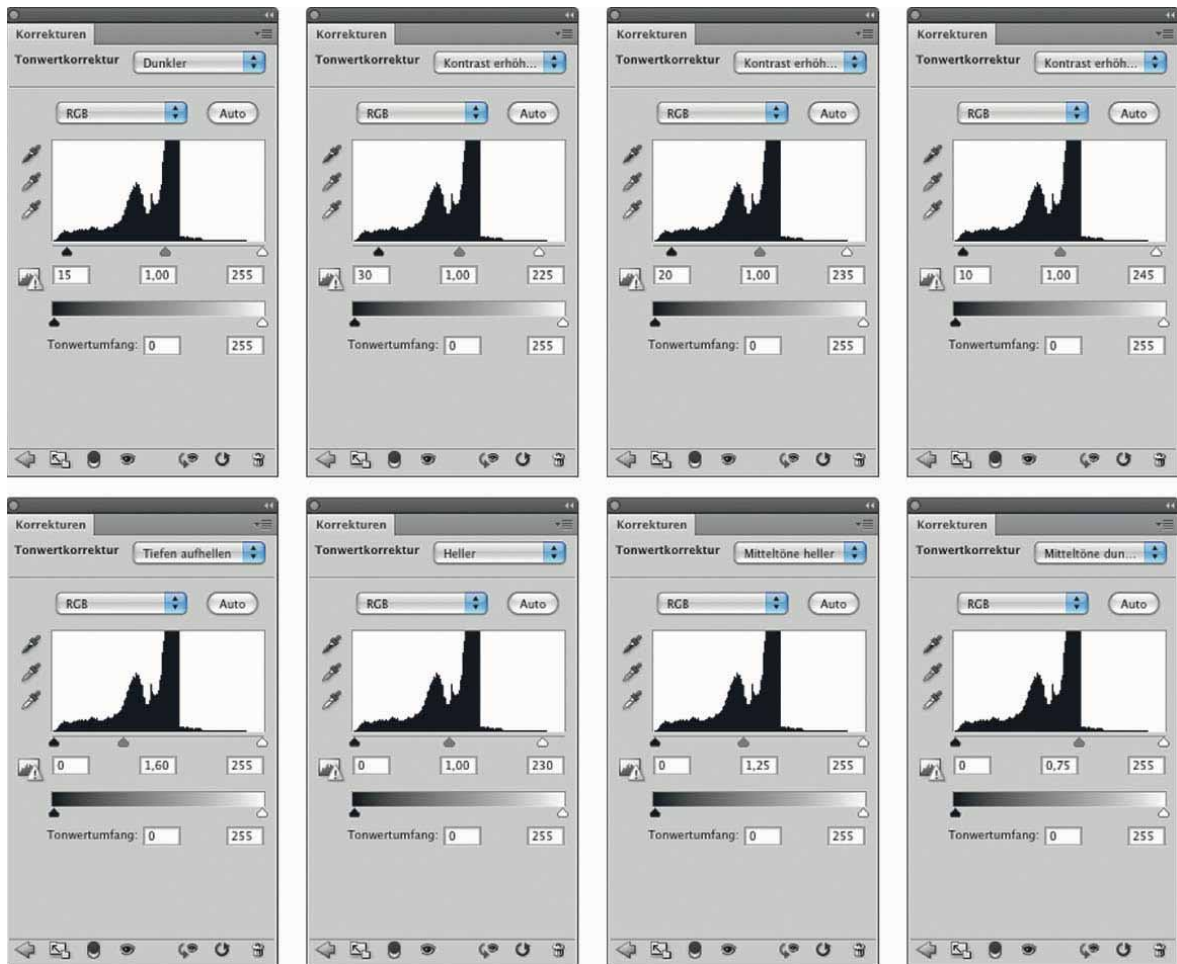 Korrekturen
Tonwertkorrektur Dunkler
RGB Auto
15 1,00 255
Tonwertumfang: 0 255
Korrekturen
Tonwertkorrektur Kontrast erhöh...
RGB Auto
30 1,00 225
Tonwertumfang: 0 255
Korrekturen
Tonwertkorrektur Kontrast erhöh...
RGB Auto
20 1,00 235
Tonwertumfang: 0 255
Korrekturen
Tonwertkorrektur Kontrast erhöh...
RGB Auto
10 1,00 245
Tonwertumfang: 0 255
Korrekturen
Tonwertkorrektur Tiefen aufhellen
RGB Auto
0 1,60 255
Tonwertumfang: 0 255
Korrekturen
Tonwertkorrektur Heller
RGB Auto
0 1,00 230
Tonwertumfang: 0 255
Korrekturen
Tonwertkorrektur Mitteltöne heller
RGB Auto
0 1,25 255
Tonwertumfang: 0 255
Korrekturen
Tonwertkorrektur Mitteltöne dun...
RGB Auto
0 0,75 255
Tonwertumfang: 0 255